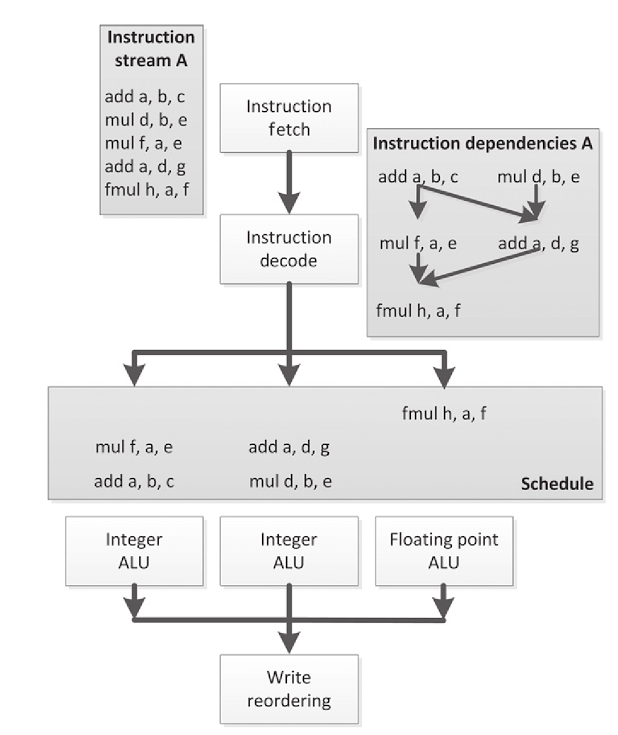 Instruction
stream A
add a, b, c
mul d, b, e
mul f, a, e
add a, d, g
fmul h, a, f
Instruction
fetch
Instruction dependencies A
add a, b, c
mul d, b, e
mul f, a, e
add a, d, g
fmul h, a, f
Instruction
decode
fmul h, a, f
mul f, a, e
add a, d, g
add a, b, c
mul d, b, e
Schedule
Integer
ALU
Integer
ALU
Floating point
ALU
Write
reordering